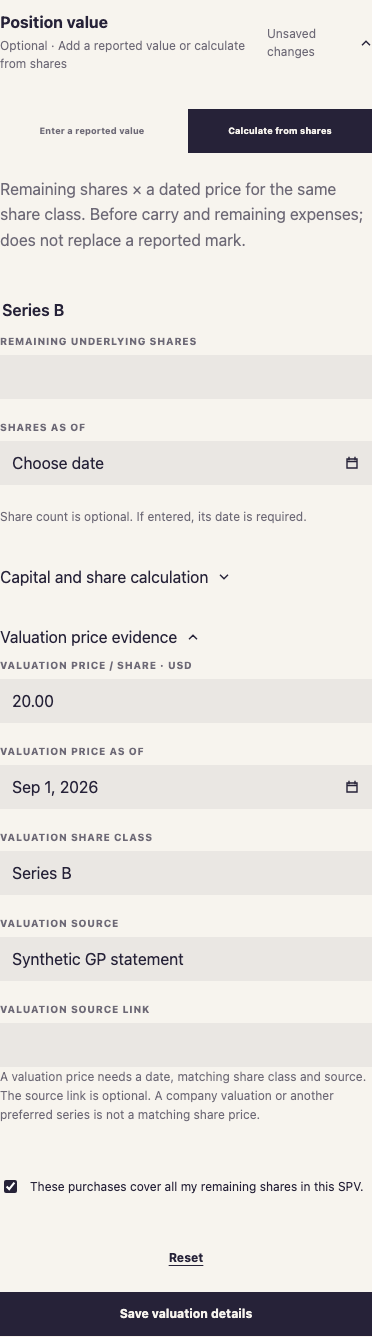 Position value
Optional · Add a reported value or calculate
from shares
Unsaved
changes
Enter a reported value
Calculate from shares
Remaining shares × a dated price for the same
share class. Before carry and remaining expenses;
does not replace a reported mark.
Series B
REMAINING UNDERLYING SHARES
SHARES AS OF
Choose date
Share count is optional. If entered, its date is required.
Capital and share calculation
Valuation price evidence
VALUATION PRICE / SHARE · USD
20.00
VALUATION PRICE AS OF
Sep 1, 2026
VALUATION SHARE CLASS
Series B
VALUATION SOURCE
Synthetic GP statement
VALUATION SOURCE LINK
A valuation price needs a date, matching share class and source.
The source link is optional. A company valuation or another
preferred series is not a matching share price.
These purchases cover all my remaining shares in this SPV.
Reset
Save valuation details